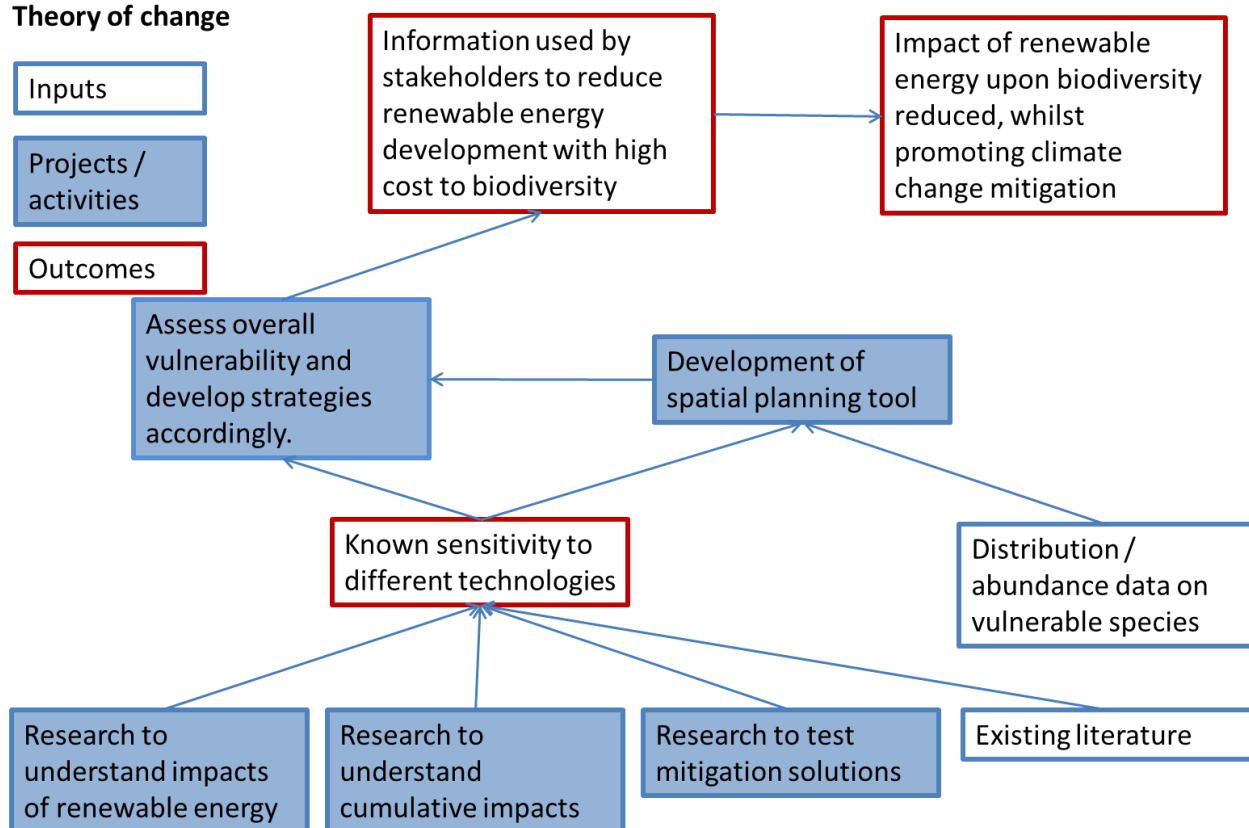 Theory of change
Inputs
Projects /
activities
Outcomes
Information used by
stakeholders to reduce
renewable energy
development with high
cost to biodiversity
Impact of renewable
energy upon biodiversity
reduced, whilst
promoting climate
change mitigation
Assess overall
vulnerability and
develop strategies
accordingly.
Development of
spatial planning tool
Known sensitivity to
different technologies
Distribution /
abundance data on
vulnerable species
Research to
understand impacts
of renewable energy
Research to
understand
cumulative impacts
Research to test
mitigation solutions
Existing literature